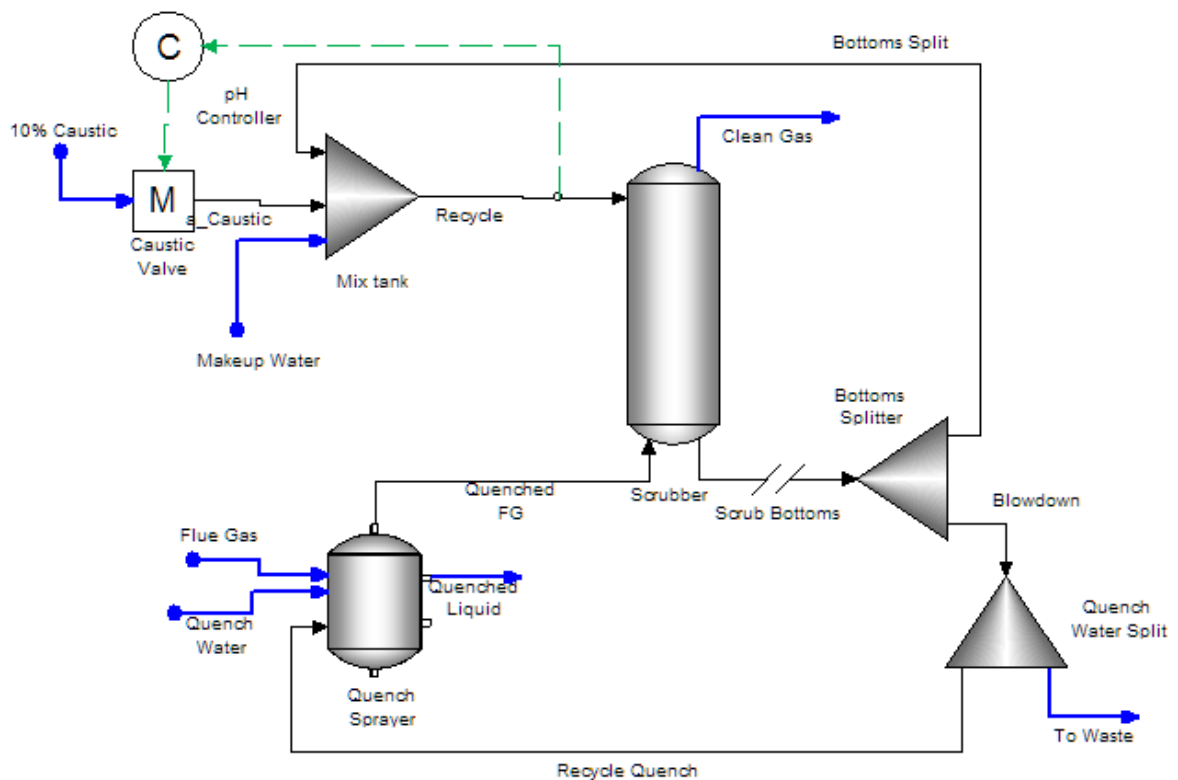 C
Bottoms Split
pH
Controller
10% Caustic
Clean Gas
M
s_Caustic
Recycle
Caustic
Valve
Mix tank
Makeup Water
Bottoms
Splitter
Quenched
FG
Scrubber
Scrub Bottoms
Blowdown
Flue Gas
Quenched
Liquid
Quench
Water
Quench
Water Split
Quench
Sprayer
To Waste
Recycle Quench